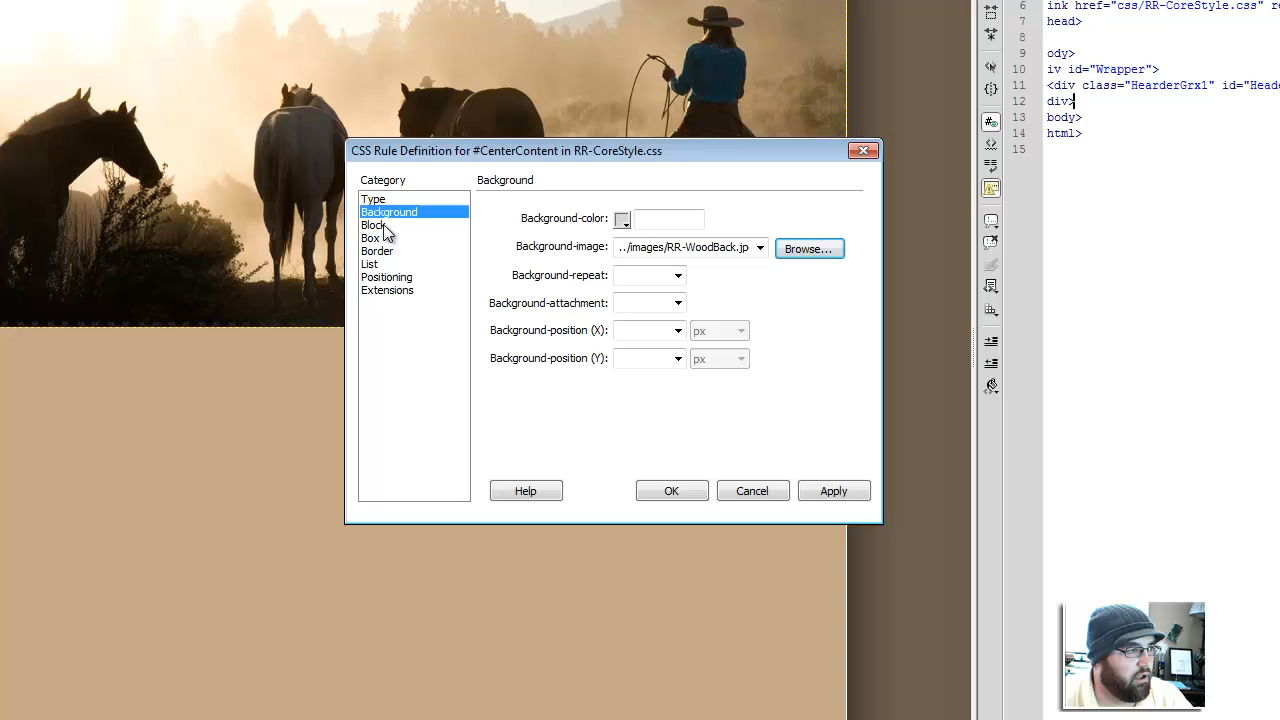 6 ink href="css/RR-CoreStyle.css" re
7 head>
8
9 ody>
10 iv id="Wrapper">
11 <div class="HearderGrx1" id="Heade
12 div>
13 body>
14 html>
15
CSS Rule Definition for #CenterContent in RR-CoreStyle.css
Category
Type
Background
Block
Box
Border
List
Positioning
Extensions
Background
Background-color:
Background-image: ../images/RR-WoodBack.jp Browse...
Background-repeat:
Background-attachment:
Background-position (X): px
Background-position (Y): px
Help OK Cancel Apply